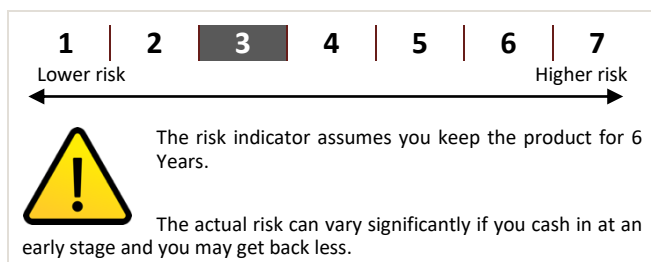 1 2 3 4 5 6 7
Lower risk Higher risk
The risk indicator assumes you keep the product for 6
Years.
The actual risk can vary significantly if you cash in at an
early stage and you may get back less.